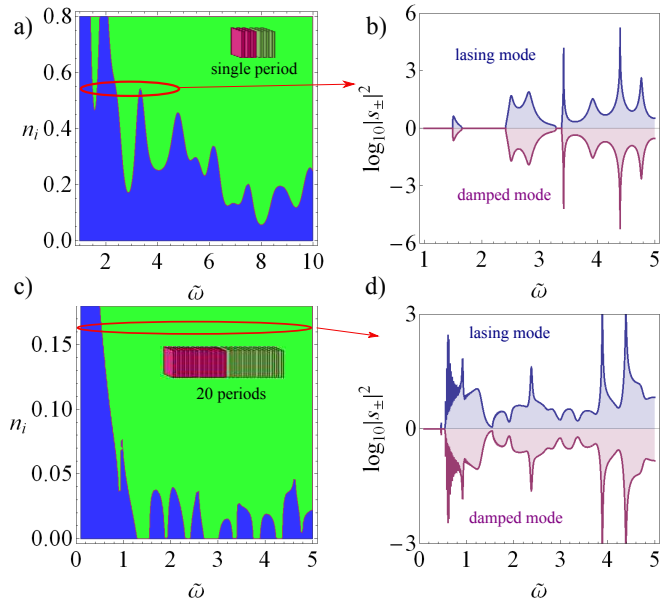 a)
0.8
0.6
0.4
0.2
0.0
n_i
single period
2 4 6 8 10
ω̃
b)
6
3
0
−3
−6
log₁₀|s±|²
lasing mode
damped mode
1 2 3 4 5
ω̃
c)
0.15
0.10
0.05
0.00
n_i
20 periods
0 1 2 3 4 5
ω̃
d)
3
0
−3
log₁₀|s±|²
lasing mode
damped mode
0 1 2 3 4 5
ω̃